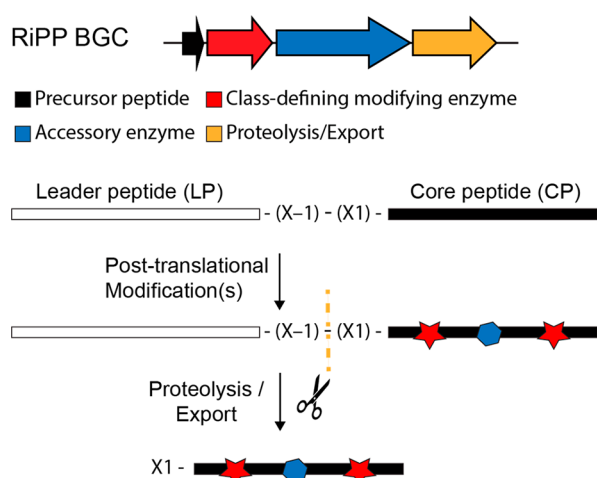 RiPP BGC
Precursor peptide Class-defining modifying enzyme
Accessory enzyme Proteolysis/Export
Leader peptide (LP) Core peptide (CP)
- (X–1) - (X1) -
Post-translational
Modification(s)
- (X–1) - (X1) -
Proteolysis /
Export
X1 -